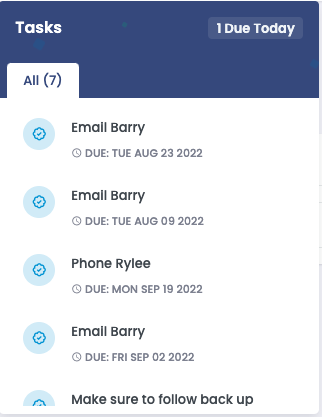 Tasks
1 Due Today
All (7)
Email Barry
DUE: TUE AUG 23 2022
Email Barry
DUE: TUE AUG 09 2022
Phone Rylee
DUE: MON SEP 19 2022
Email Barry
DUE: FRI SEP 02 2022
Make sure to follow back up